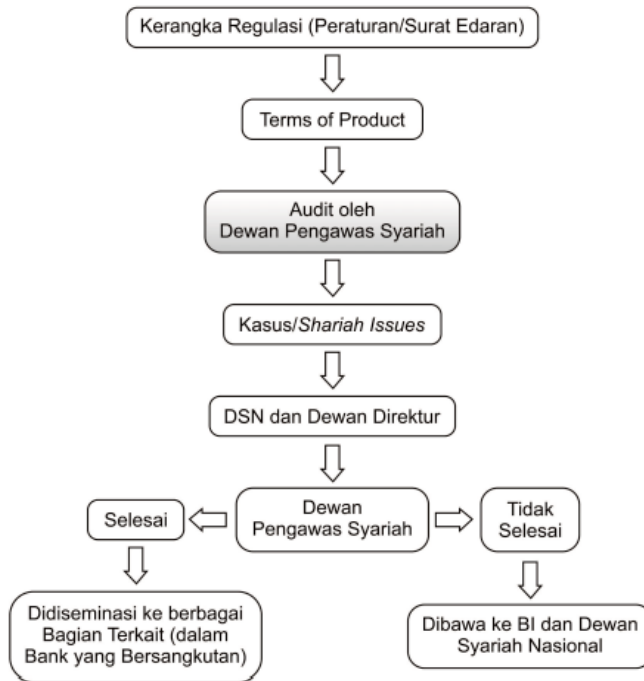 Kerangka Regulasi (Peraturan/Surat Edaran)
Terms of Product
Audit oleh
Dewan Pengawas Syariah
Kasus/Shariah Issues
DSN dan Dewan Direktur
Selesai
Dewan
Pengawas Syariah
Tidak
Selesai
Didiseminasi ke berbagai
Bagian Terkait (dalam
Bank yang Bersangkutan)
Dibawa ke BI dan Dewan
Syariah Nasional